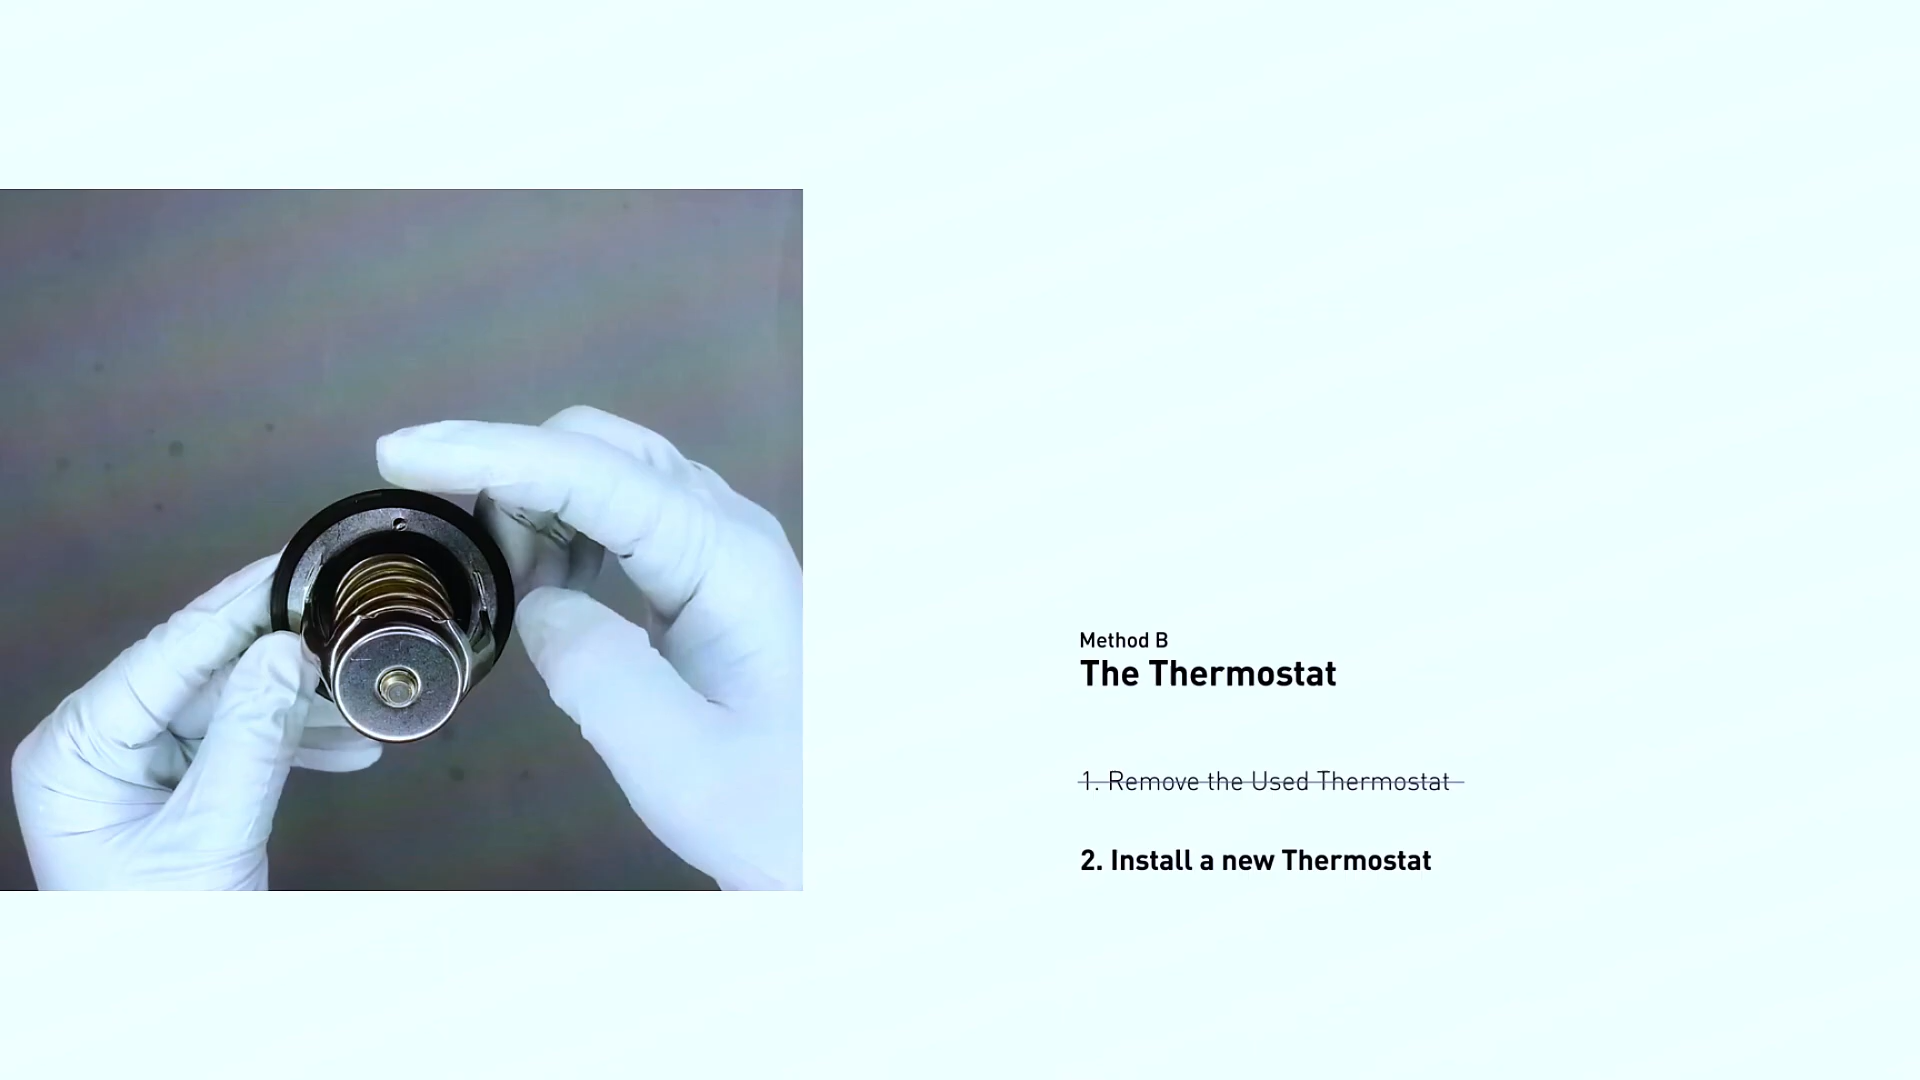 Method B
The Thermostat
1. Remove the Used Thermostat
2. Install a new Thermostat